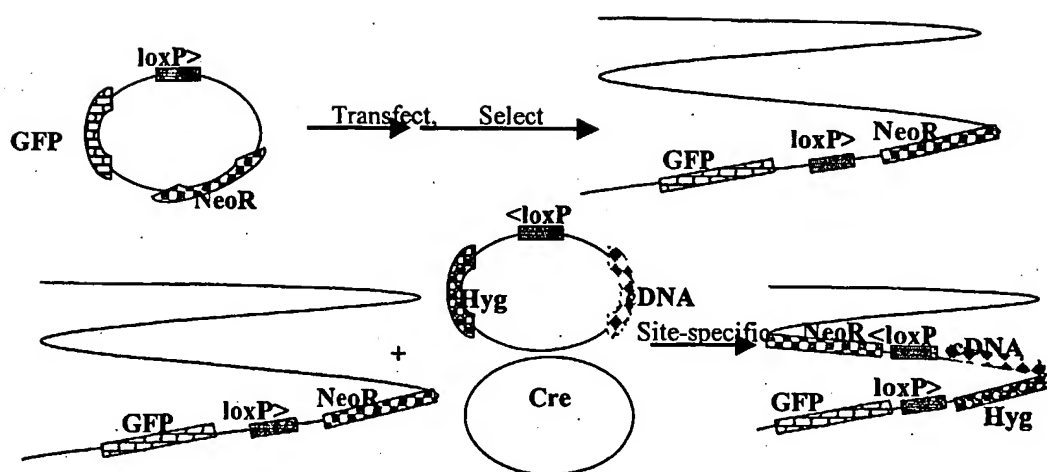 loxP>
GFP
NeoR
Transfect, Select
GFP loxP> NeoR
<loxP
Hyg
DNA
Cre
+
GFP loxP> NeoR
Site-specific
NeoR <loxP cDNA
GFP loxP> Hyg